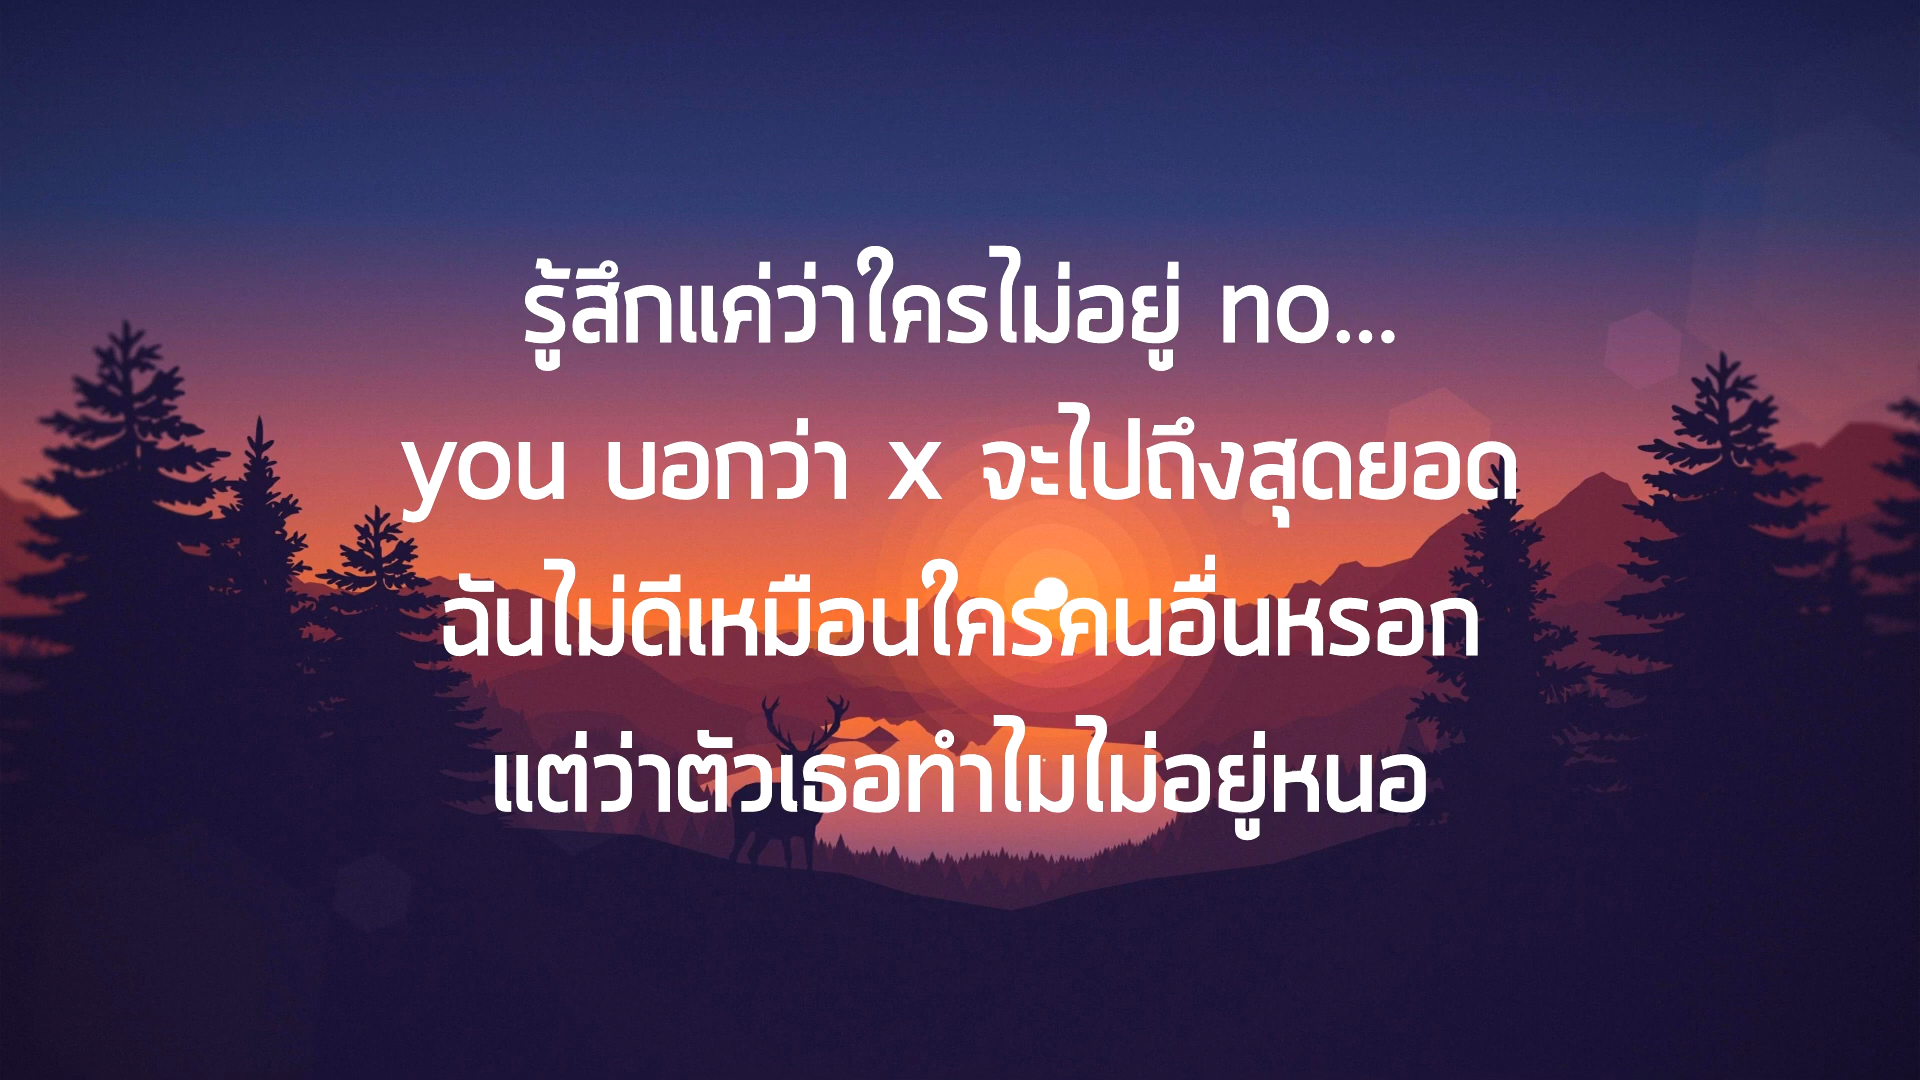 รู้สึกแค่ว่าใครไม่อยู่ no...
you บอกว่า x จะไปถึงสุดยอด
ฉันไม่ดีเหมือนใครคนอื่นหรอก
แต่ว่าตัวเธอทำไมไม่อยู่หนอ